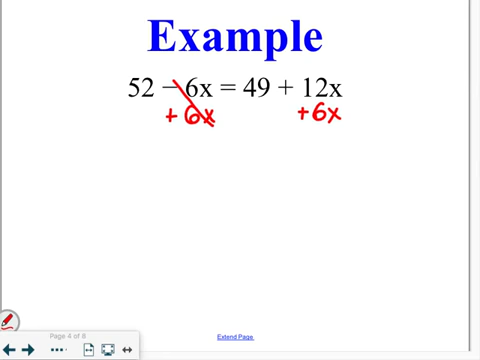 Example
52 − 6x = 49 + 12x
+ 6x +6x
Page 4 of 8
Extend Page